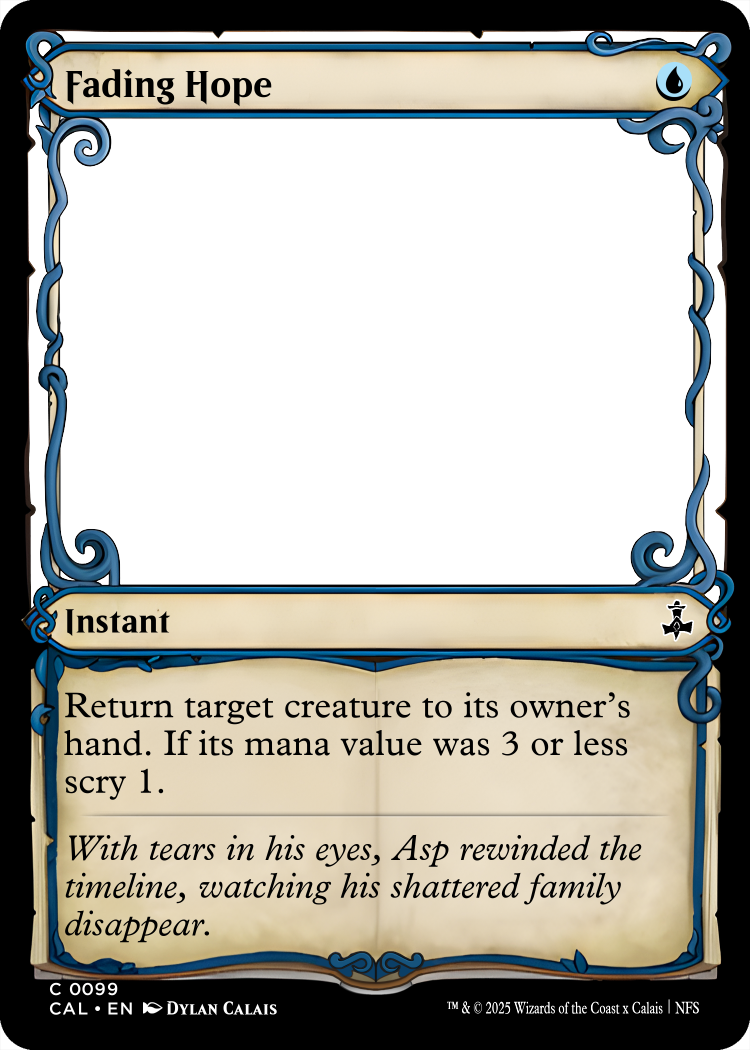 Fading Hope
Instant
Return target creature to its owner's
hand. If its mana value was 3 or less
scry 1.
With tears in his eyes, Asp rewinded the
timeline, watching his shattered family
disappear.
C 0099
CAL • EN Dylan Calais
™ & © 2025 Wizards of the Coast x Calais | NFS